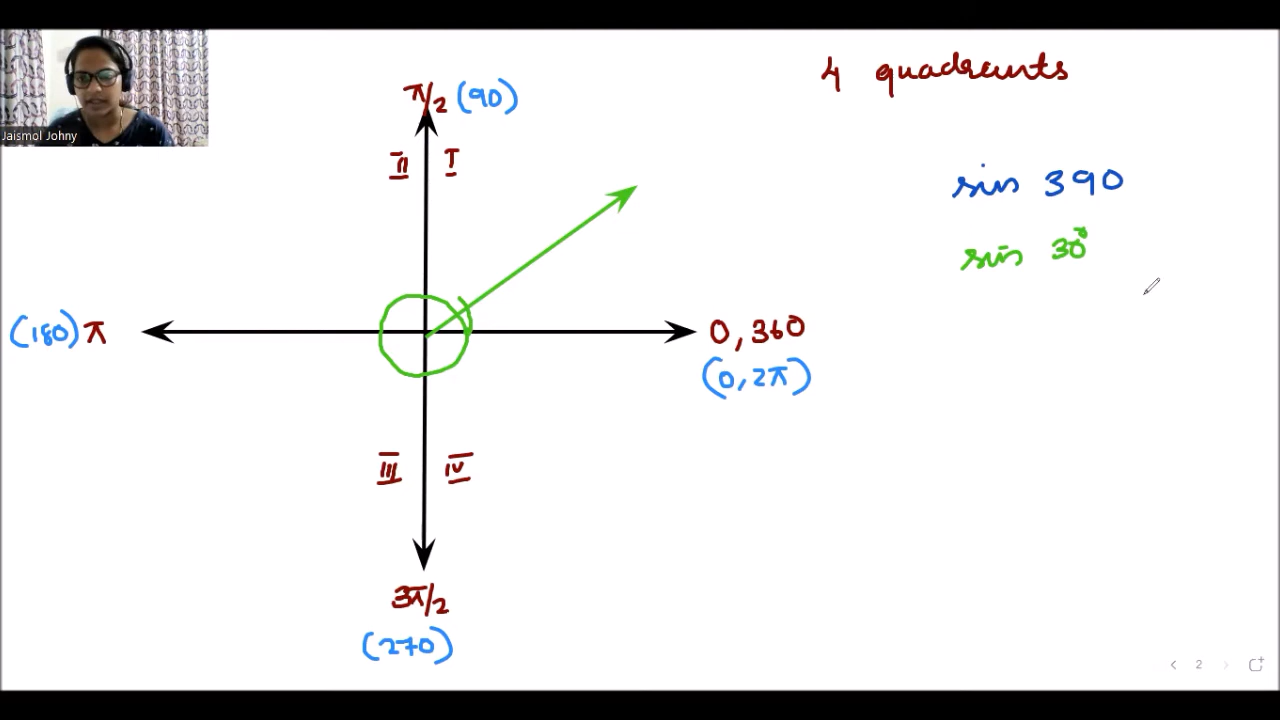 4 quadrants
π/2 (90)
Jaismol Johny
II I
sin 390
sin 30°
(180) π
0, 360
(0, 2π)
III IV
3π/2
(270)
2